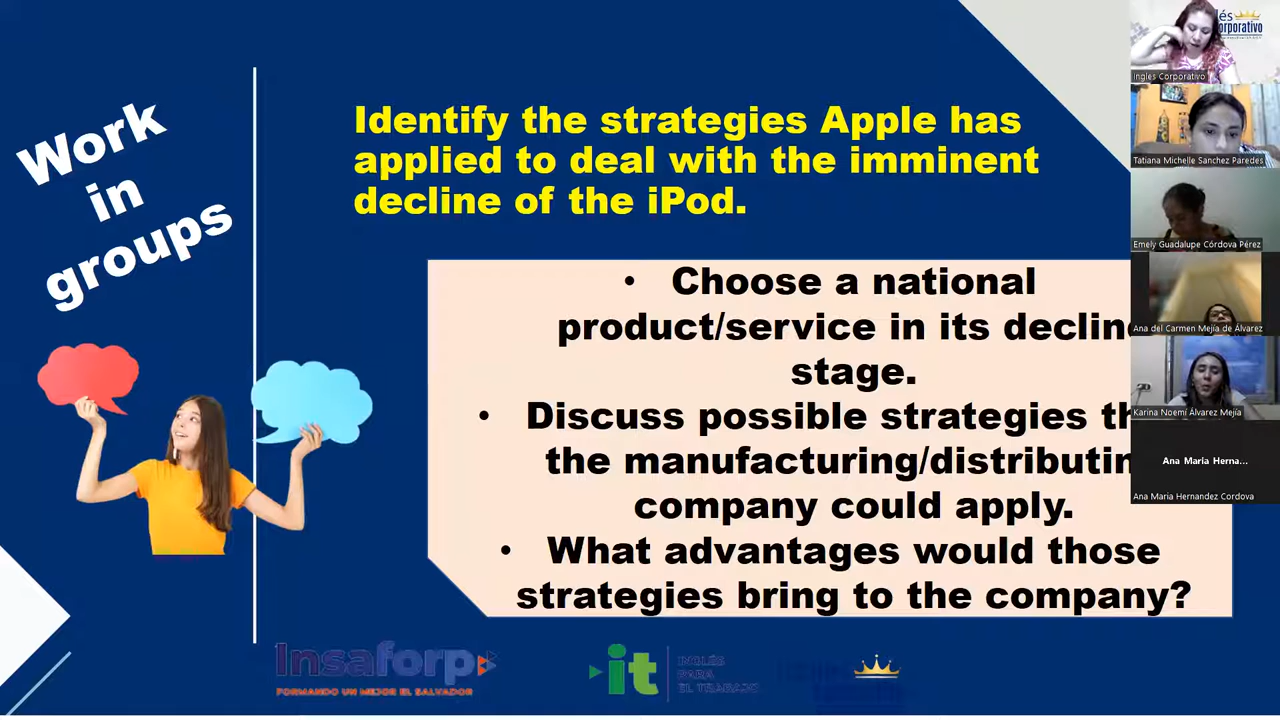 Work
in
groups
Identify the strategies Apple has
applied to deal with the imminent
decline of the iPod.
• Choose a national
product/service in its declin
stage.
• Discuss possible strategies th
the manufacturing/distributin
company could apply.
• What advantages would those
strategies bring to the company?
Insaforp
FORMANDO UN MEJOR EL SALVADOR
it
INGLÉS
PARA
EL TRABAJO
és
orporativo
Ingles Corporativo
Tatiana Michelle Sanchez Paredes
Emely Guadalupe Córdova Pérez
Ana del Carmen Mejía de Álvarez
Karina Noemí Álvarez Mejía
Ana Maria Herna...
Ana Maria Hernandez Cordova